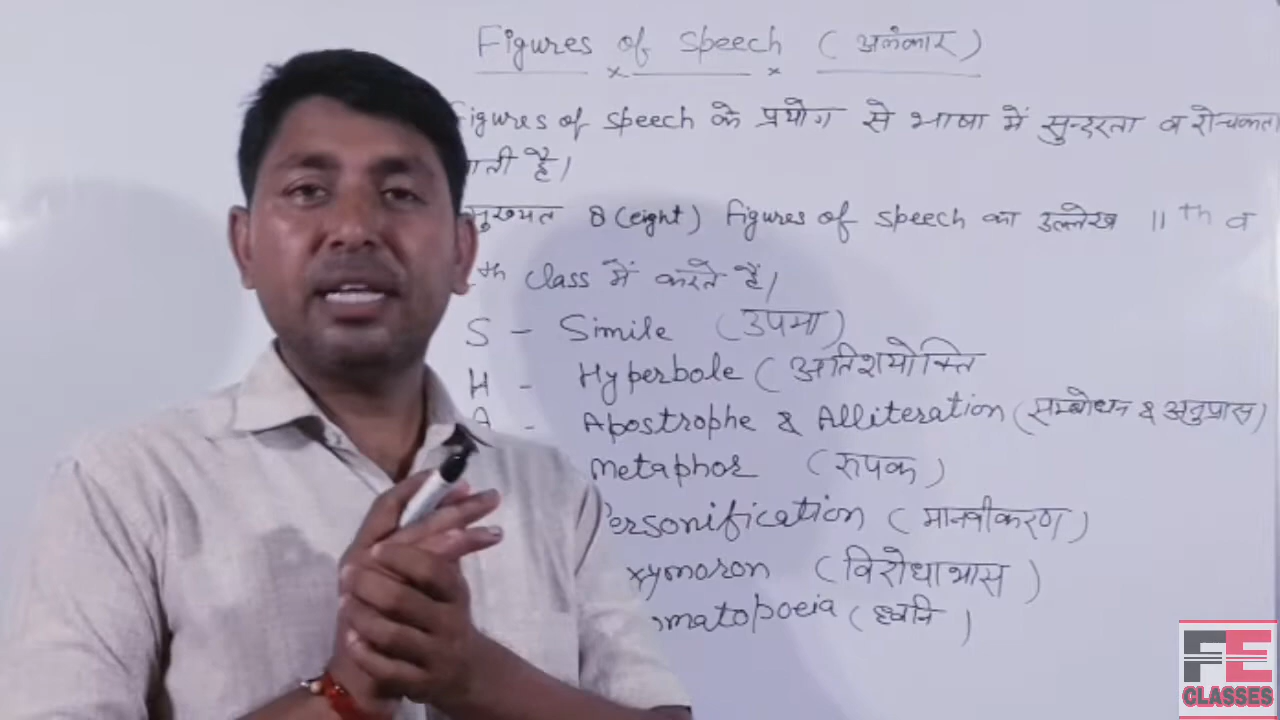 Figures of speech (अलंकार)
Figures of speech के प्रयोग से भाषा में सुन्दरता व रोचकता
है।
मुख्यत 8 (eight) Figures of speech का उल्लेख 11th व
th class में करते हैं।
S - Simile (उपमा)
H - Hyperbole (अतिशयोक्ति
A - Apostrophe & Alliteration (सम्बोधन & अनुप्रास)
metaphor (रुपक)
Personification (मानवीकरण)
xymoron (विरोधाभास)
matopoeia (ध्वनि)
FE
CLASSES